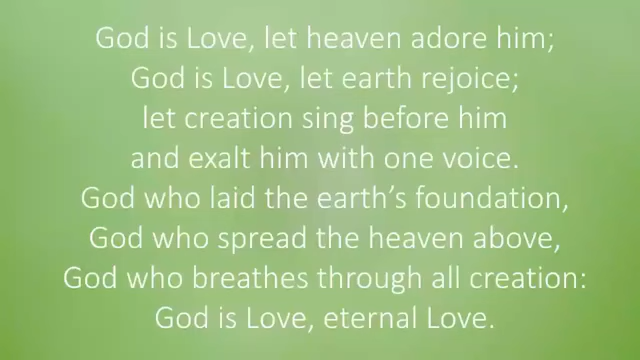 God is Love, let heaven adore him;
God is Love, let earth rejoice;
let creation sing before him
and exalt him with one voice.
God who laid the earth’s foundation,
God who spread the heaven above,
God who breathes through all creation:
God is Love, eternal Love.